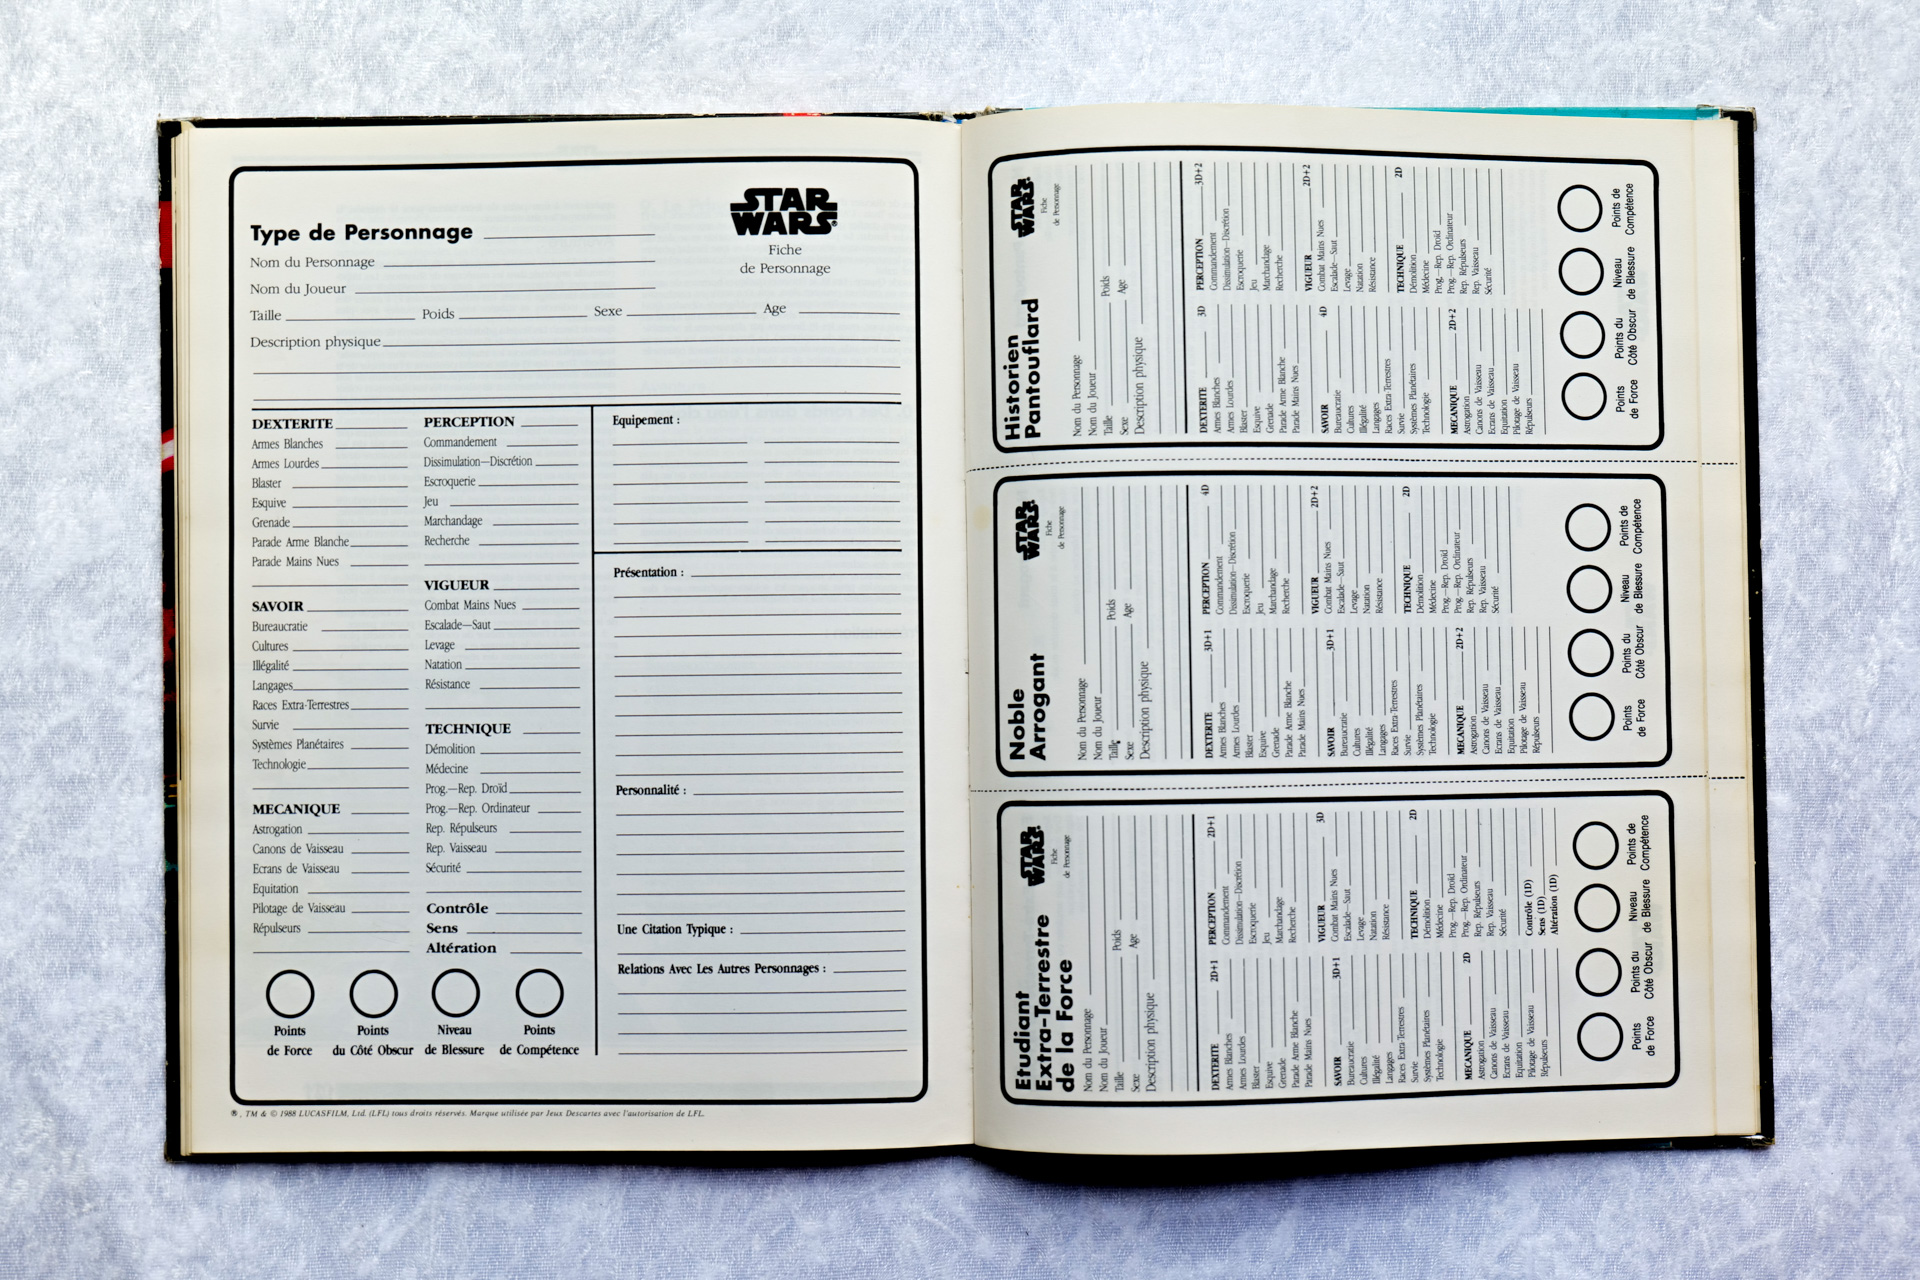 STAR
WARS®
Fiche
de Personnage
Type de Personnage
Nom du Personnage
Nom du Joueur
Taille Poids Sexe Age
Description physique
DEXTERITE
Armes Blanches
Armes Lourdes
Blaster
Esquive
Grenade
Parade Arme Blanche
Parade Mains Nues
SAVOIR
Bureaucratie
Cultures
Illégalité
Langages
Races Extra-Terrestres
Survie
Systèmes Planétaires
Technologie
MECANIQUE
Astrogation
Canons de Vaisseau
Ecrans de Vaisseau
Equitation
Pilotage de Vaisseau
Répulseurs
PERCEPTION
Commandement
Dissimulation—Discrétion
Escroquerie
Jeu
Marchandage
Recherche
VIGUEUR
Combat Mains Nues
Escalade—Saut
Levage
Natation
Résistance
TECHNIQUE
Démolition
Médecine
Prog.—Rep. Droïd
Prog.—Rep. Ordinateur
Rep. Répulseurs
Rep. Vaisseau
Sécurité
Contrôle
Sens
Altération
Points
de Force
Points
du Côté Obscur
Niveau
de Blessure
Points
de Compétence
Equipement :
Présentation :
Personnalité :
Une Citation Typique :
Relations Avec Les Autres Personnages :
®, TM & © 1988 LUCASFILM, Ltd. (LFL) tous droits réservés. Marque utilisée par Jeux Descartes avec l'autorisation de LFL.
Historien
Pantouflard
STAR
WARS
Fiche
de Personnage
Nom du Personnage
Nom du Joueur
Taille Poids
Sexe Age
Description physique
DEXTERITE 3D
Armes Blanches
Armes Lourdes
Blaster
Esquive
Grenade
Parade Arme Blanche
Parade Mains Nues
SAVOIR 4D
Bureaucratie
Cultures
Illégalité
Langages
Races Extra-Terrestres
Survie
Systèmes Planétaires
Technologie
MECANIQUE 2D+2
Astrogation
Canons de Vaisseau
Ecrans de Vaisseau
Equitation
Pilotage de Vaisseau
Répulseurs
PERCEPTION 3D+2
Commandement
Dissimulation—Discrétion
Escroquerie
Jeu
Marchandage
Recherche
VIGUEUR 2D+2
Combat Mains Nues
Escalade—Saut
Levage
Natation
Résistance
TECHNIQUE 2D
Démolition
Médecine
Prog.—Rep. Droïd
Prog.—Rep. Ordinateur
Rep. Répulseurs
Rep. Vaisseau
Sécurité
Points
de Force
Points du
Côté Obscur
Niveau
de Blessure
Points de
Compétence
Noble
Arrogant
STAR
WARS
Fiche
de Personnage
Nom du Personnage
Nom du Joueur
Taille Poids
Sexe Age
Description physique
DEXTERITE 3D+1
Armes Blanches
Armes Lourdes
Blaster
Esquive
Grenade
Parade Arme Blanche
Parade Mains Nues
SAVOIR 3D+1
Bureaucratie
Cultures
Illégalité
Langages
Races Extra-Terrestres
Survie
Systèmes Planétaires
Technologie
MECANIQUE 2D+2
Astrogation
Canons de Vaisseau
Ecrans de Vaisseau
Equitation
Pilotage de Vaisseau
Répulseurs
PERCEPTION 4D
Commandement
Dissimulation—Discrétion
Escroquerie
Jeu
Marchandage
Recherche
VIGUEUR 2D+2
Combat Mains Nues
Escalade—Saut
Levage
Natation
Résistance
TECHNIQUE 2D
Démolition
Médecine
Prog.—Rep. Droïd
Prog.—Rep. Ordinateur
Rep. Répulseurs
Rep. Vaisseau
Sécurité
Points
de Force
Points du
Côté Obscur
Niveau
de Blessure
Points de
Compétence
Etudiant
Extra-Terrestre
de la Force
STAR
WARS
Fiche
de Personnage
Nom du Personnage
Nom du Joueur
Taille Poids
Sexe Age
Description physique
DEXTERITE 2D+1
Armes Blanches
Armes Lourdes
Blaster
Esquive
Grenade
Parade Arme Blanche
Parade Mains Nues
SAVOIR 3D+1
Bureaucratie
Cultures
Illégalité
Langages
Races Extra-Terrestres
Survie
Systèmes Planétaires
Technologie
MECANIQUE 2D
Astrogation
Canons de Vaisseau
Ecrans de Vaisseau
Equitation
Pilotage de Vaisseau
Répulseurs
PERCEPTION 2D+1
Commandement
Dissimulation—Discrétion
Escroquerie
Jeu
Marchandage
Recherche
VIGUEUR 3D
Combat Mains Nues
Escalade—Saut
Levage
Natation
Résistance
TECHNIQUE 2D
Démolition
Médecine
Prog.—Rep. Droïd
Prog.—Rep. Ordinateur
Rep. Répulseurs
Rep. Vaisseau
Sécurité
Contrôle (1D)
Sens (1D)
Altération (1D)
Points
de Force
Points du
Côté Obscur
Niveau
de Blessure
Points de
Compétence